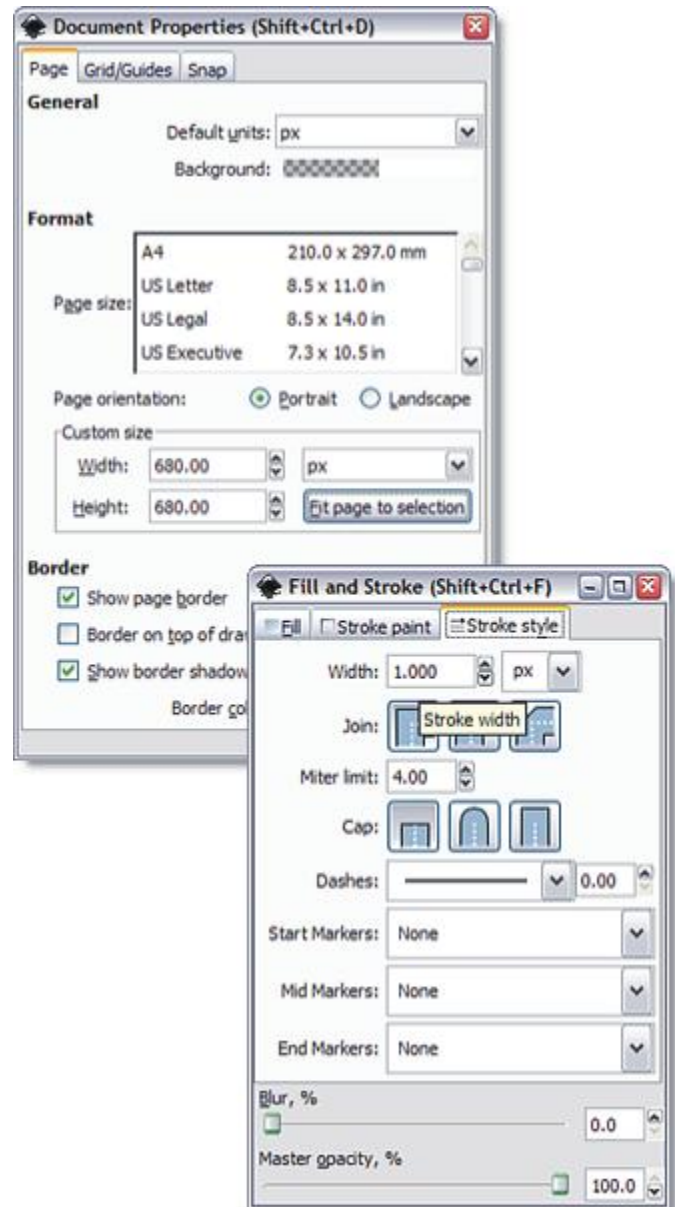 Document Properties (Shift+Ctrl+D)
Page Grid/Guides Snap
General
Default units: px
Background:
Format
Page size:
A4 210.0 x 297.0 mm
US Letter 8.5 x 11.0 in
US Legal 8.5 x 14.0 in
US Executive 7.3 x 10.5 in
Page orientation: Portrait Landscape
Custom size
Width: 680.00 px
Height: 680.00 Fit page to selection
Border
Show page border
Border on top of dra
Show border shadow
Border co
Fill and Stroke (Shift+Ctrl+F)
Fill Stroke paint Stroke style
Width: 1.000 px
Stroke width
Join:
Miter limit: 4.00
Cap:
Dashes: 0.00
Start Markers: None
Mid Markers: None
End Markers: None
Blur, %
0.0
Master opacity, %
100.0